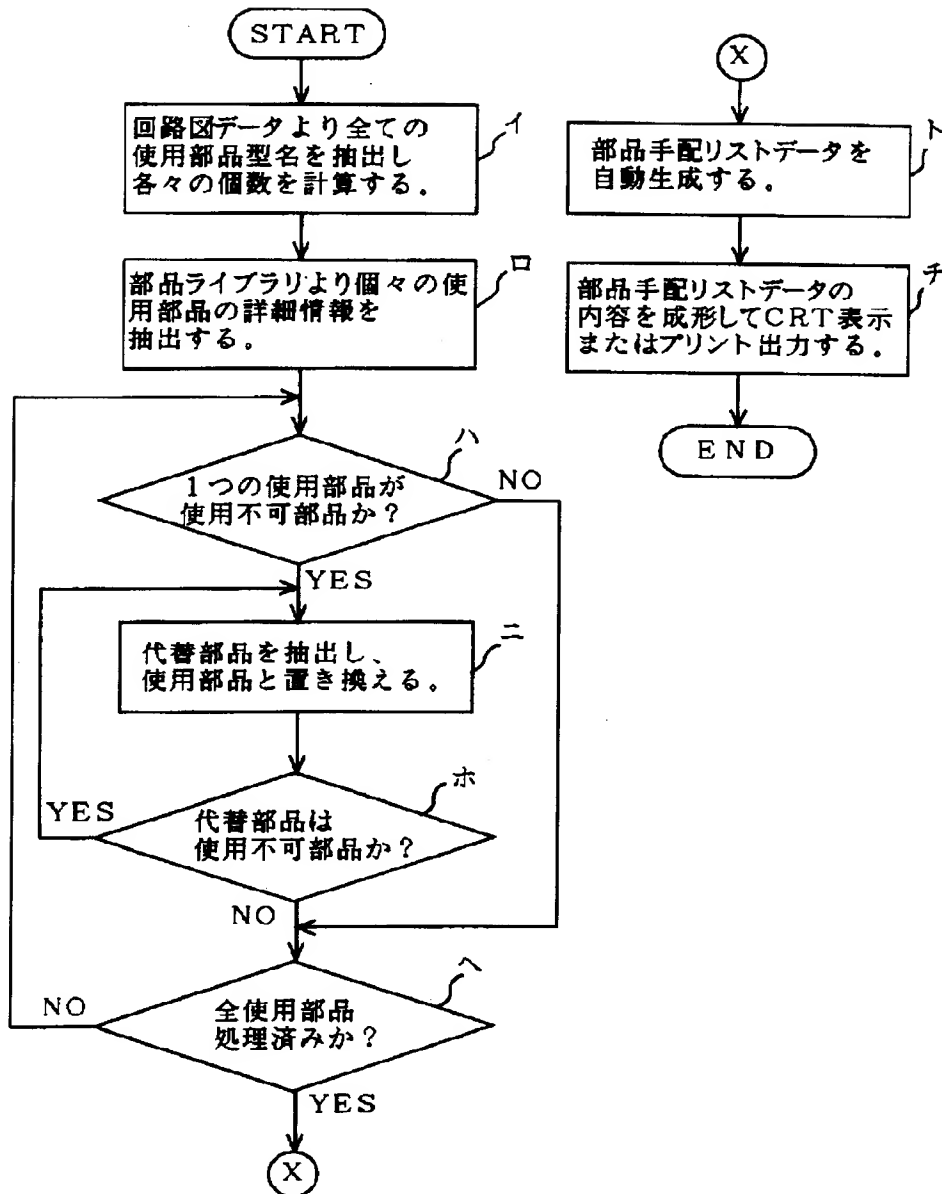 START
回路図データより全ての
使用部品型名を抽出し
各々の個数を計算する.
イ
部品ライブラリより個々の使
用部品の詳細情報を
抽出する.
ロ
1つの使用部品が
使用不可部品か？
ハ
NO
YES
代替部品を抽出し、
使用部品と置き換える.
ニ
代替部品は
使用不可部品か？
ホ
YES
NO
全使用部品
処理済みか？
ヘ
NO
YES
X
X
部品手配リストデータを
自動生成する.
ト
部品手配リストデータの
内容を成形してCRT表示
またはプリント出力する.
チ
END